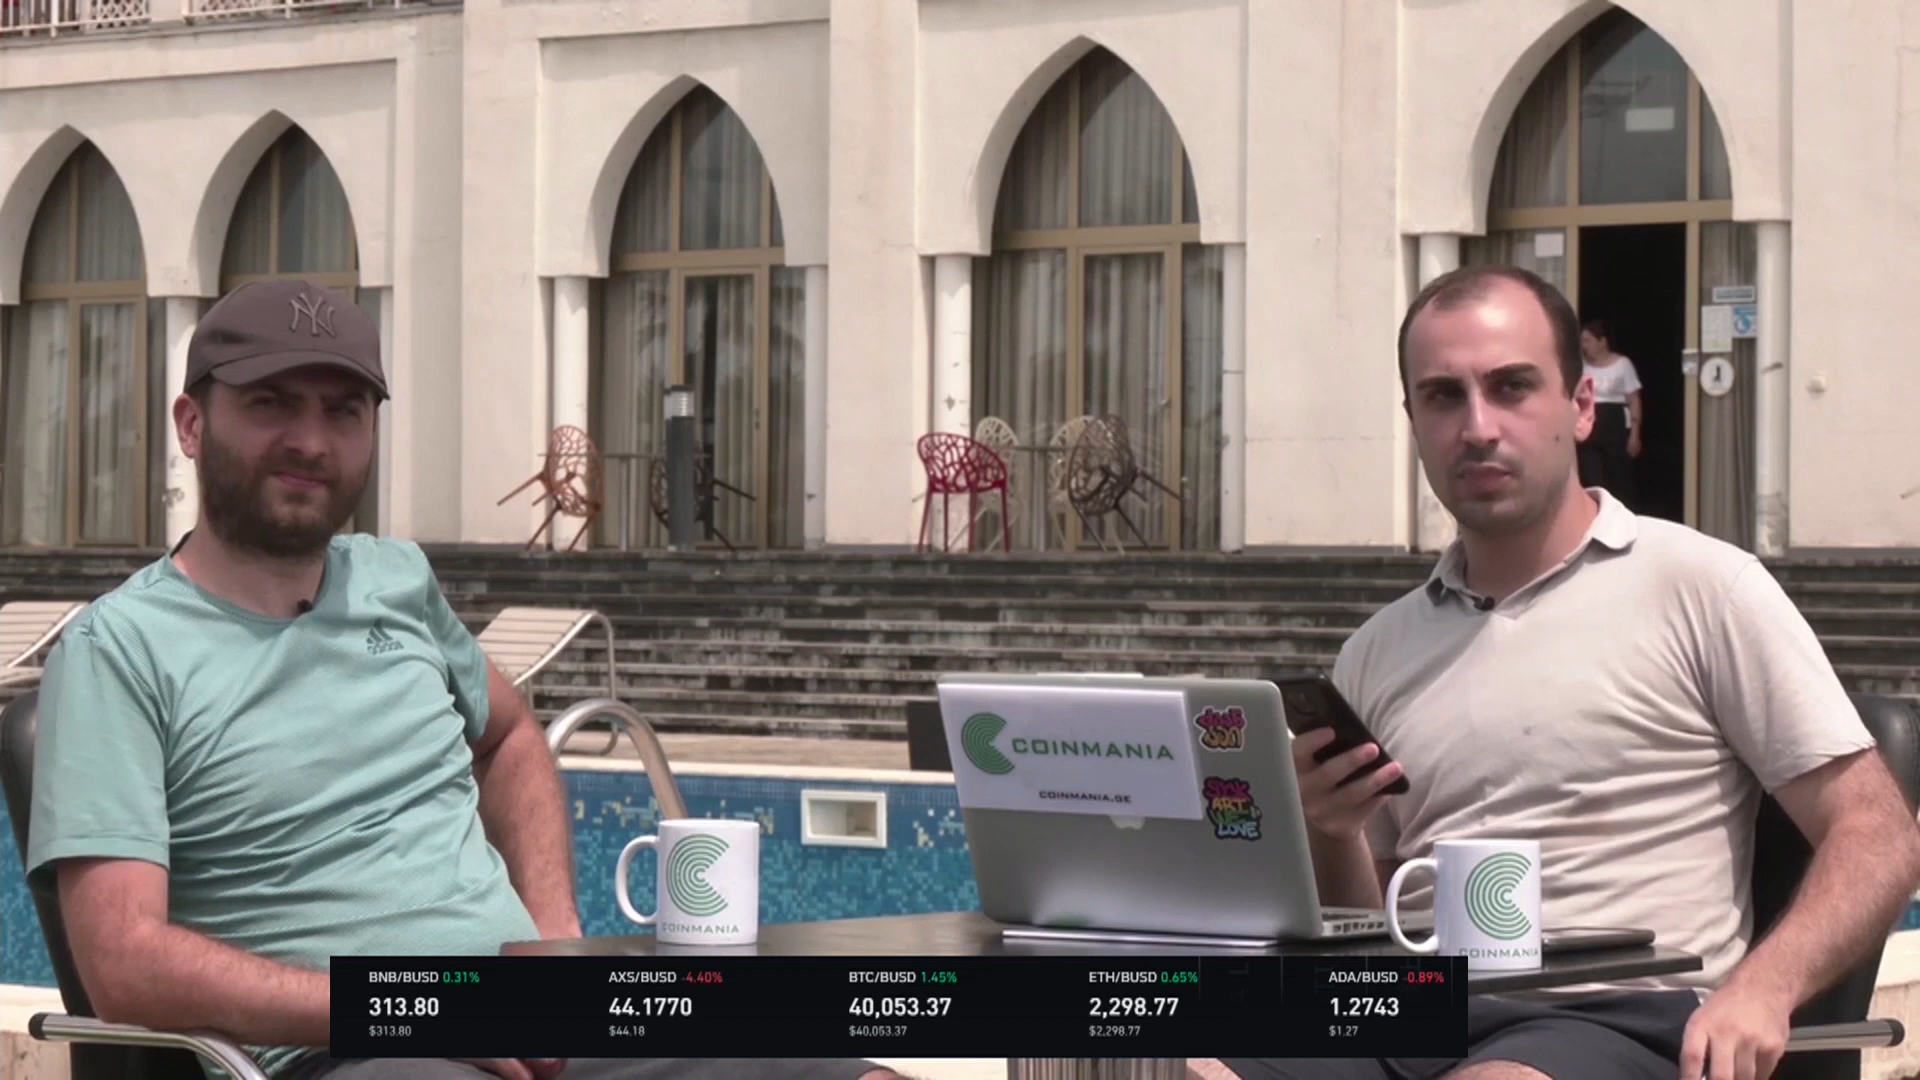 NY
adidas
COINMANIA
COINMANIA.GE
ART
LOVE
COINMANIA
COINMANIA
BNB/BUSD 0.31%
313.80
$313.80
AXS/BUSD -4.40%
44.1770
$44.18
BTC/BUSD 1.45%
40,053.37
$40,053.37
ETH/BUSD 0.65%
2,298.77
$2,298.77
ADA/BUSD -0.89%
1.2743
$1.27